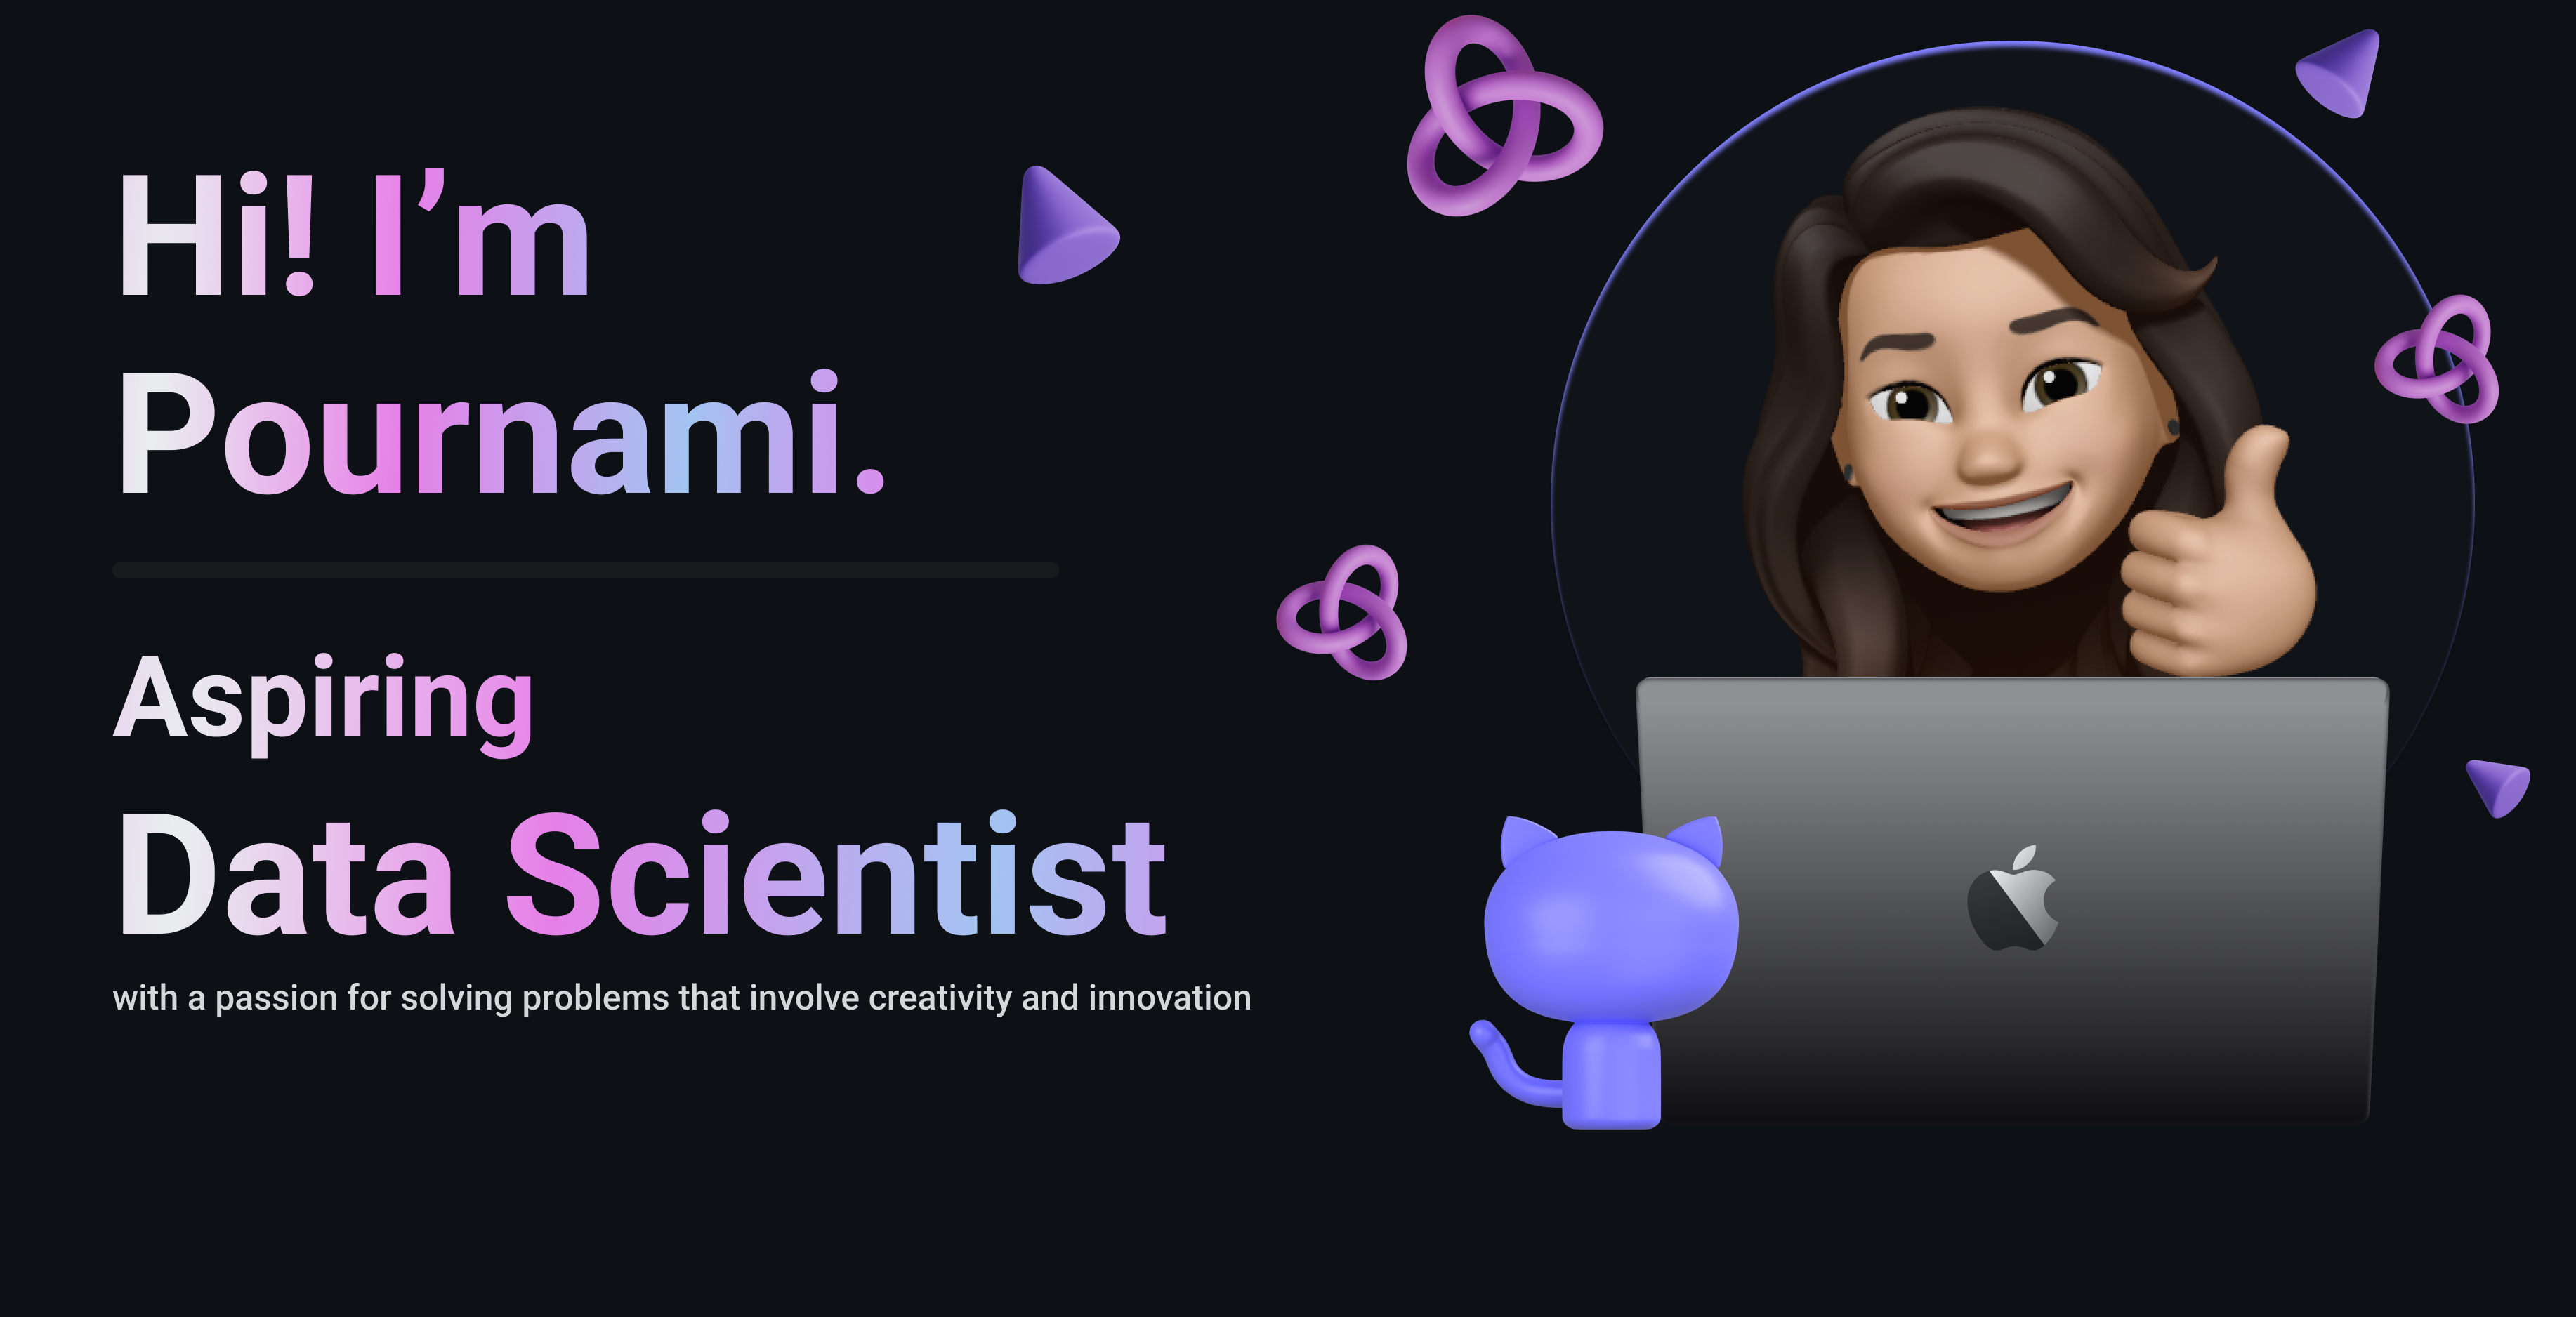 Hi! I’m
Pournami.
Aspiring
Data Scientist
with a passion for solving problems that involve creativity and innovation